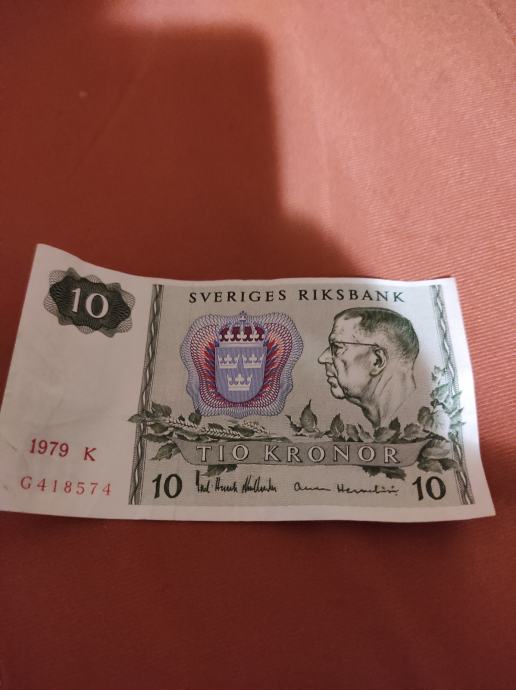 10
SVERIGES RIKSBANK
TIO KRONOR
1979 K
G418574
10
10